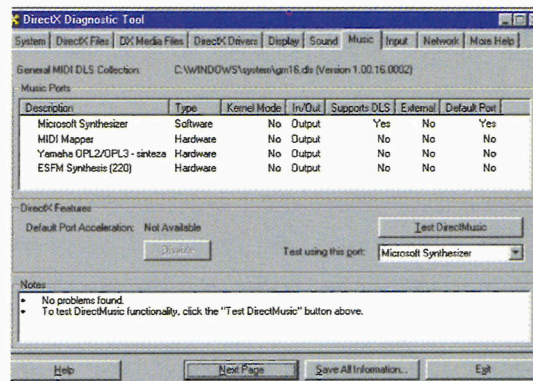 DirectX Diagnostic Tool
System DirectX Files DX Media Files DirectX Drivers Display Sound Music Input Network More Help
General MIDI DLS Collection: C:\WINDOWS\system\gm16.dls (Version 1.00.16.0002)
Music Ports
Description Type Kernel Mode In/Out Supports DLS External Default Port
Microsoft Synthesizer Software No Output Yes No Yes
MIDI Mapper Hardware No Output No No No
Yamaha OPL2/OPL3 - sinteza Hardware No Output No No No
ESFM Synthesis (220) Hardware No Output No No No
DirectX Features
Default Port Acceleration: Not Available Test DirectMusic
Disable Test using this port: Microsoft Synthesizer
Notes
• No problems found.
• To test DirectMusic functionality, click the "Test DirectMusic" button above.
Help Next Page Save All Information... Exit